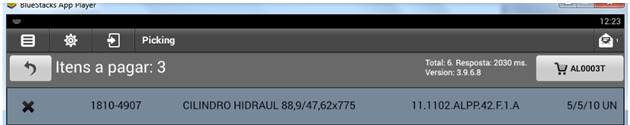 BlueStacks App Player
12:23
Picking
1
Itens a pagar: 3
Total: 6. Resposta: 2030 ms.
Version: 3.9.6.8
AL0003T
1810-4907 CILINDRO HIDRAUL 88,9/47,62x775 11.1102.ALPP.42.F.1.A 5/5/10 UN